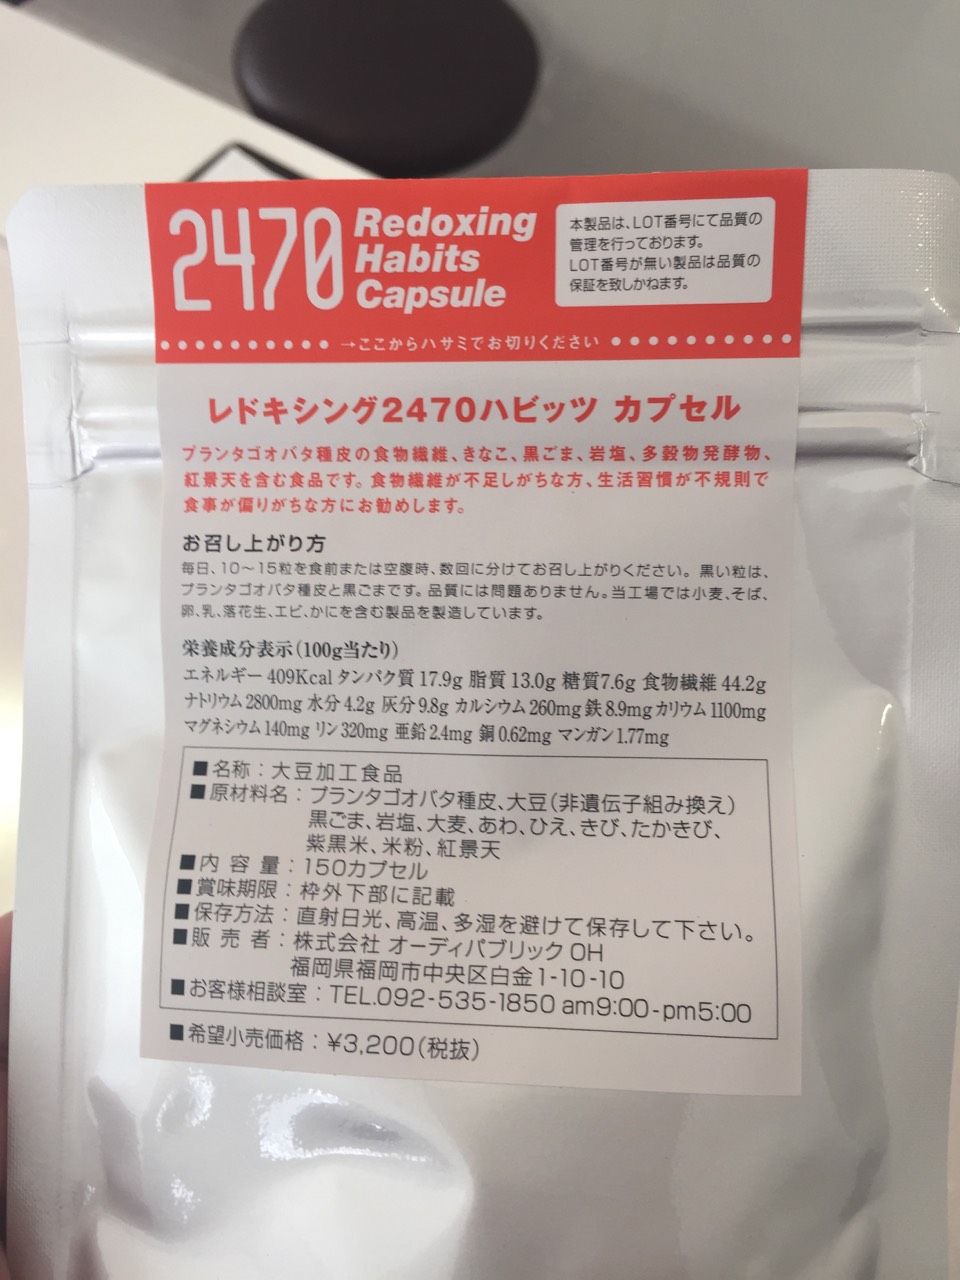 2470 Redoxing
Habits
Capsule
本製品は、LOT番号にて品質の
管理を行っております。
LOT番号が無い製品は品質の
保証を致しかねます。
→ここからハサミでお切りください
レドキシング2470ハビッツ カプセル
プランタゴオバタ種皮の食物繊維、きなこ、黒ごま、岩塩、多穀物発酵物、
紅景天を含む食品です。食物繊維が不足しがちな方、生活習慣が不規則で
食事が偏りがちな方にお勧めします。
お召し上がり方
毎日、10〜15粒を食前または空腹時、数回に分けてお召し上がりください。黒い粒は、
プランタゴオバタ種皮と黒ごまです。品質には問題ありません。当工場では小麦、そば、
卵、乳、落花生、エビ、かにを含む製品を製造しています。
栄養成分表示(100g当たり)
エネルギー 409Kcal タンパク質 17.9g 脂質 13.0g 糖質7.6g 食物繊維 44.2g
ナトリウム 2800mg 水分 4.2g 灰分 9.8g カルシウム 260mg 鉄 8.9mg カリウム 1100mg
マグネシウム 140mg リン 320mg 亜鉛 2.4mg 銅 0.62mg マンガン 1.77mg
■名称:大豆加工食品
■原材料名:プランタゴオバタ種皮、大豆(非遺伝子組み換え)
黒ごま、岩塩、大麦、あわ、ひえ、きび、たかきび、
紫黒米、米粉、紅景天
■内容量:150カプセル
■賞味期限:枠外下部に記載
■保存方法:直射日光、高温、多湿を避けて保存して下さい。
■販売者:株式会社 オーディパブリック OH
福岡県福岡市中央区白金1-10-10
■お客様相談室:TEL.092-535-1850 am9:00-pm5:00
■希望小売価格:¥3,200(税抜)